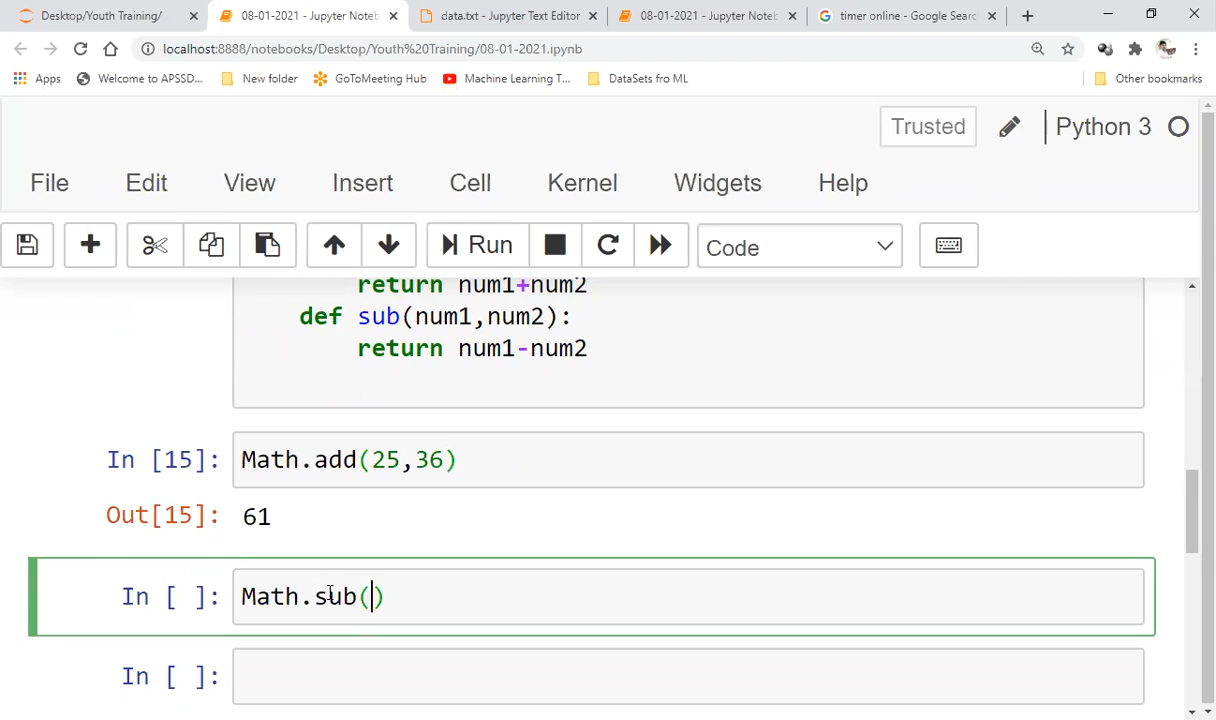 Desktop/Youth Training/
08-01-2021 - Jupyter Noteb
data.txt - Jupyter Text Editor
08-01-2021 - Jupyter Noteb
timer online - Google Searc
localhost:8888/notebooks/Desktop/Youth%20Training/08-01-2021.ipynb
Apps
Welcome to APSSD...
New folder
GoToMeeting Hub
Machine Learning T...
DataSets fro ML
Other bookmarks
Trusted
Python 3
File
Edit
View
Insert
Cell
Kernel
Widgets
Help
Run
Code
return num1+num2
def sub(num1,num2):
return num1-num2
In [15]: Math.add(25,36)
Out[15]: 61
In [ ]: Math.sub()
In [ ]: